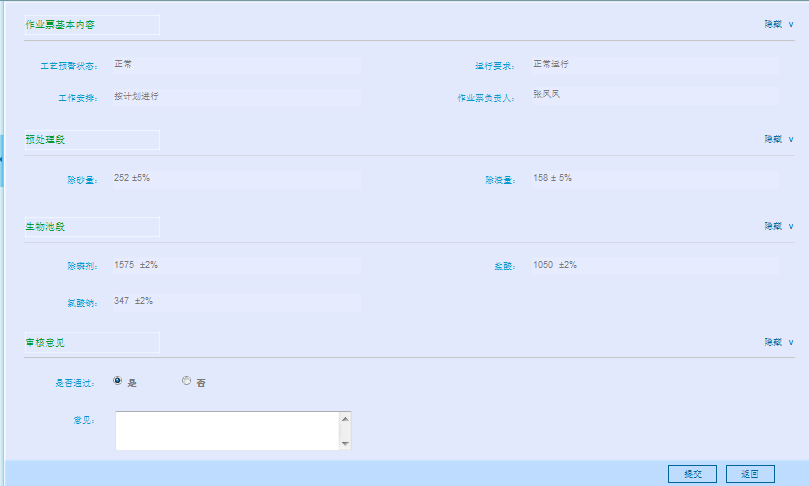 作业票基本内容 隐藏 ∨
工艺预警状态： 正常 运行要求： 正常运行
工作安排： 按计划进行 作业票负责人： 张风风
预处理段 隐藏 ∨
除砂量： 252 ±5% 除渣量： 158 ± 5%
生物池段 隐藏 ∨
除磷剂： 1575 ±2% 盐酸： 1050 ±2%
氯酸钠： 347 ±2%
审核意见 隐藏 ∨
是否通过： 是 否
意见：
提交 返回